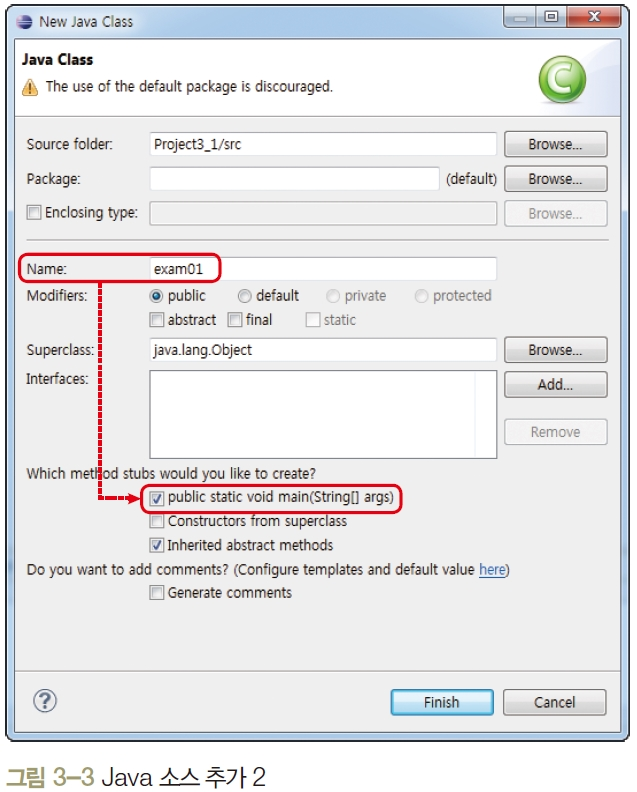 New Java Class
Java Class
The use of the default package is discouraged.
Source folder: Project3_1/src Browse...
Package: (default) Browse...
Enclosing type: Browse...
Name: exam01
Modifiers: public default private protected
abstract final static
Superclass: java.lang.Object Browse...
Interfaces: Add...
Remove
Which method stubs would you like to create?
public static void main(String[] args)
Constructors from superclass
Inherited abstract methods
Do you want to add comments? (Configure templates and default value here)
Generate comments
Finish Cancel
그림 3-3 Java 소스 추가 2